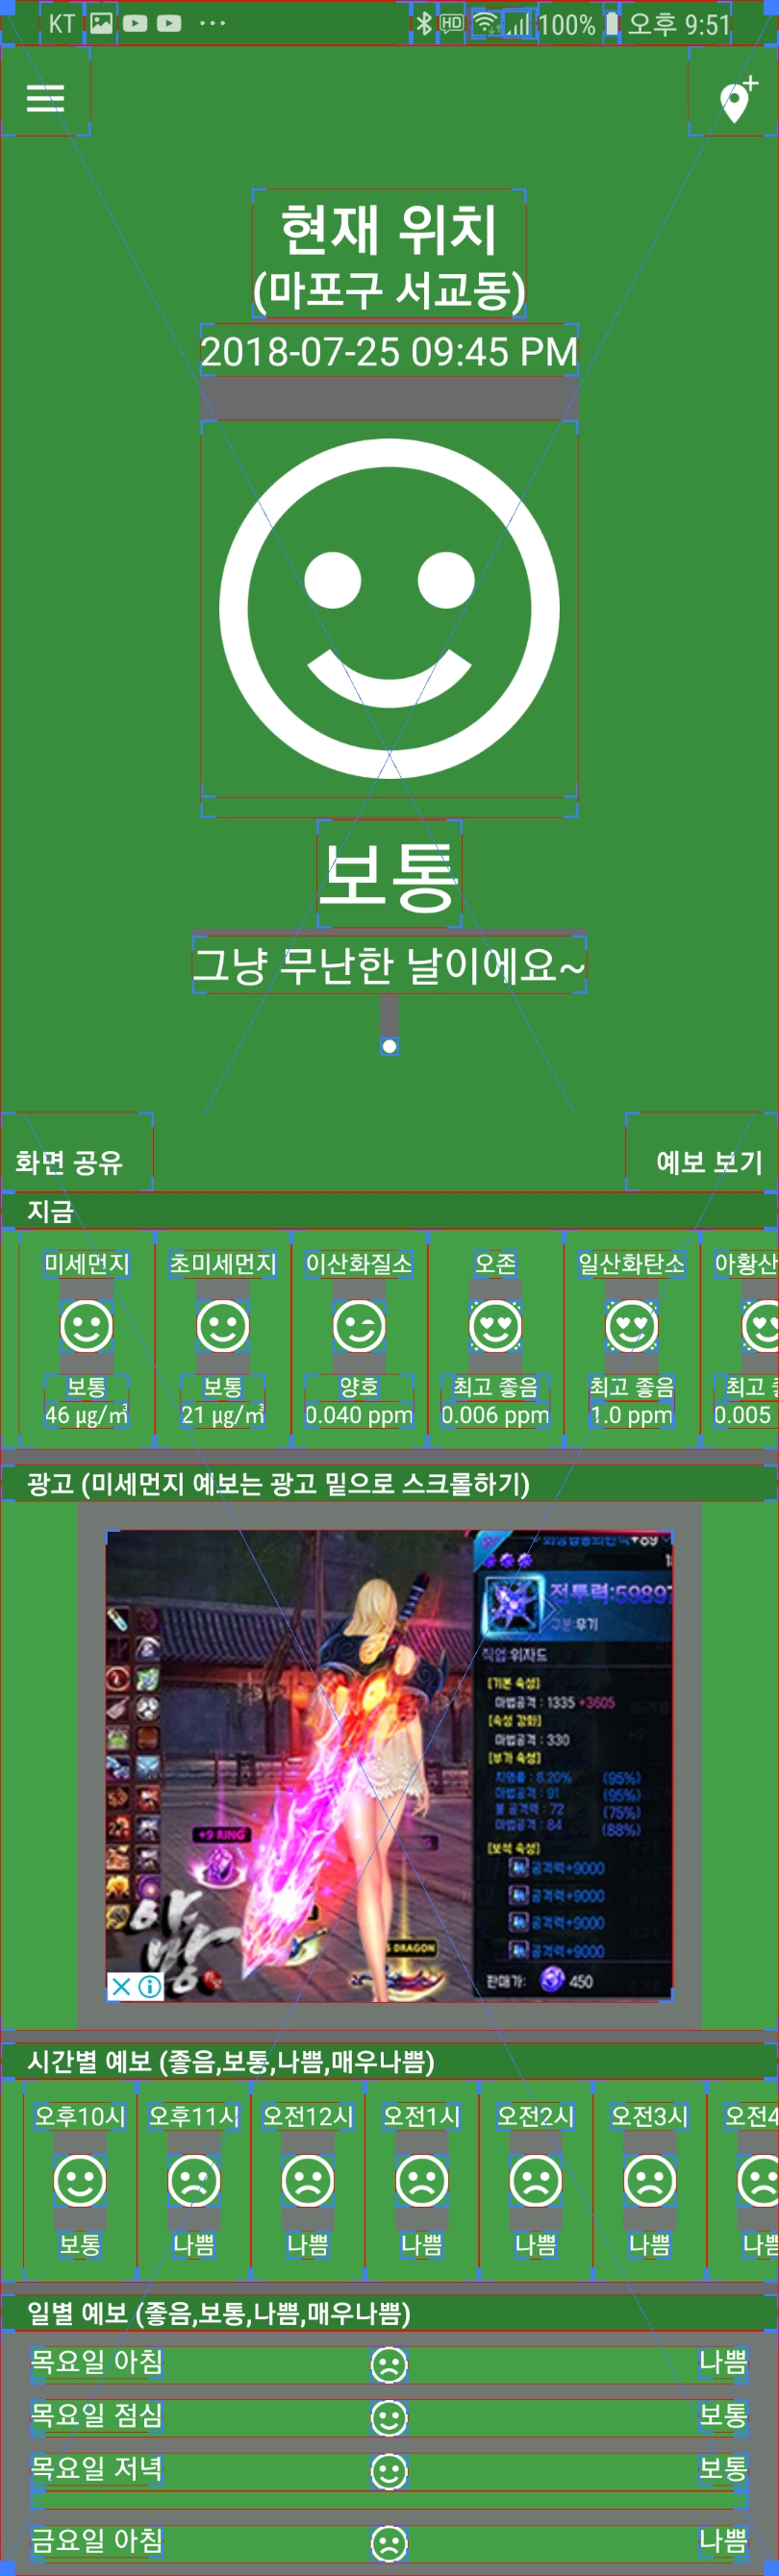 KT ... HD 100% 오후 9:51
현재 위치
(마포구 서교동)
2018-07-25 09:45 PM
보통
그냥 무난한 날이에요~
화면 공유 예보 보기
지금
미세먼지 초미세먼지 이산화질소 오존 일산화탄소 아황산
보통 보통 양호 최고 좋음 최고 좋음 최고
46 µg/㎥ 21 µg/㎥ 0.040 ppm 0.006 ppm 1.0 ppm 0.005
광고 (미세먼지 예보는 광고 밑으로 스크롤하기)
+89
전투력:59897
구분:무기
직업:위자드
[기본 속성]
마법공격 : 1335 +3605
[속성 강화]
마법공격 : 330
[부가 속성]
치명률 : 6.20% (95%)
마법공격 : 91 (95%)
불 공격력 : 72 (75%)
마법공격 : 84 (88%)
[보석 속성]
+9 RING
공격력+9000
공격력+9000
공격력+9000
DRAGON
공격력+9000
판매가: 450
시간별 예보 (좋음,보통,나쁨,매우나쁨)
오후10시 오후11시 오전12시 오전1시 오전2시 오전3시 오전4
보통 나쁨 나쁨 나쁨 나쁨 나쁨 나쁨
일별 예보 (좋음,보통,나쁨,매우나쁨)
목요일 아침 나쁨
목요일 점심 보통
목요일 저녁 보통
금요일 아침 나쁨